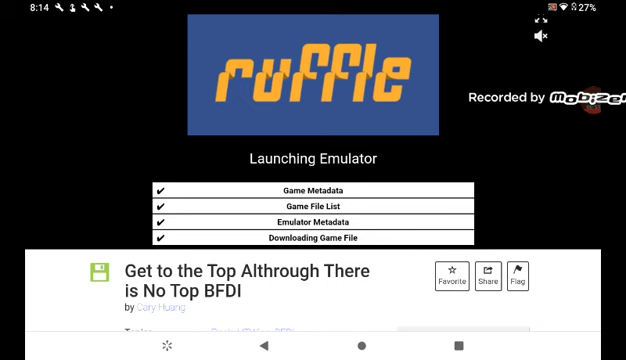 8:14
27%
ruffle
Recorded by
Launching Emulator
✔ Game Metadata
✔ Game File List
✔ Emulator Metadata
✔ Downloading Game File
Get to the Top Althrough There
is No Top BFDI
by Cary Huang
Favorite
Share
Flag